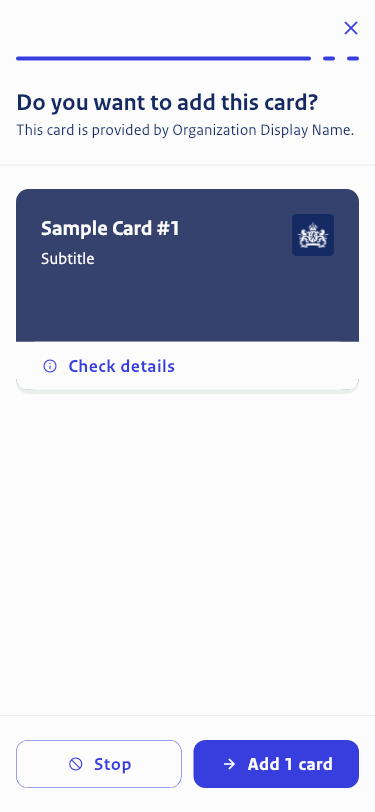 Do you want to add this card?
This card is provided by Organization Display Name.
Sample Card #1
Subtitle
Check details
Stop
Add 1 card